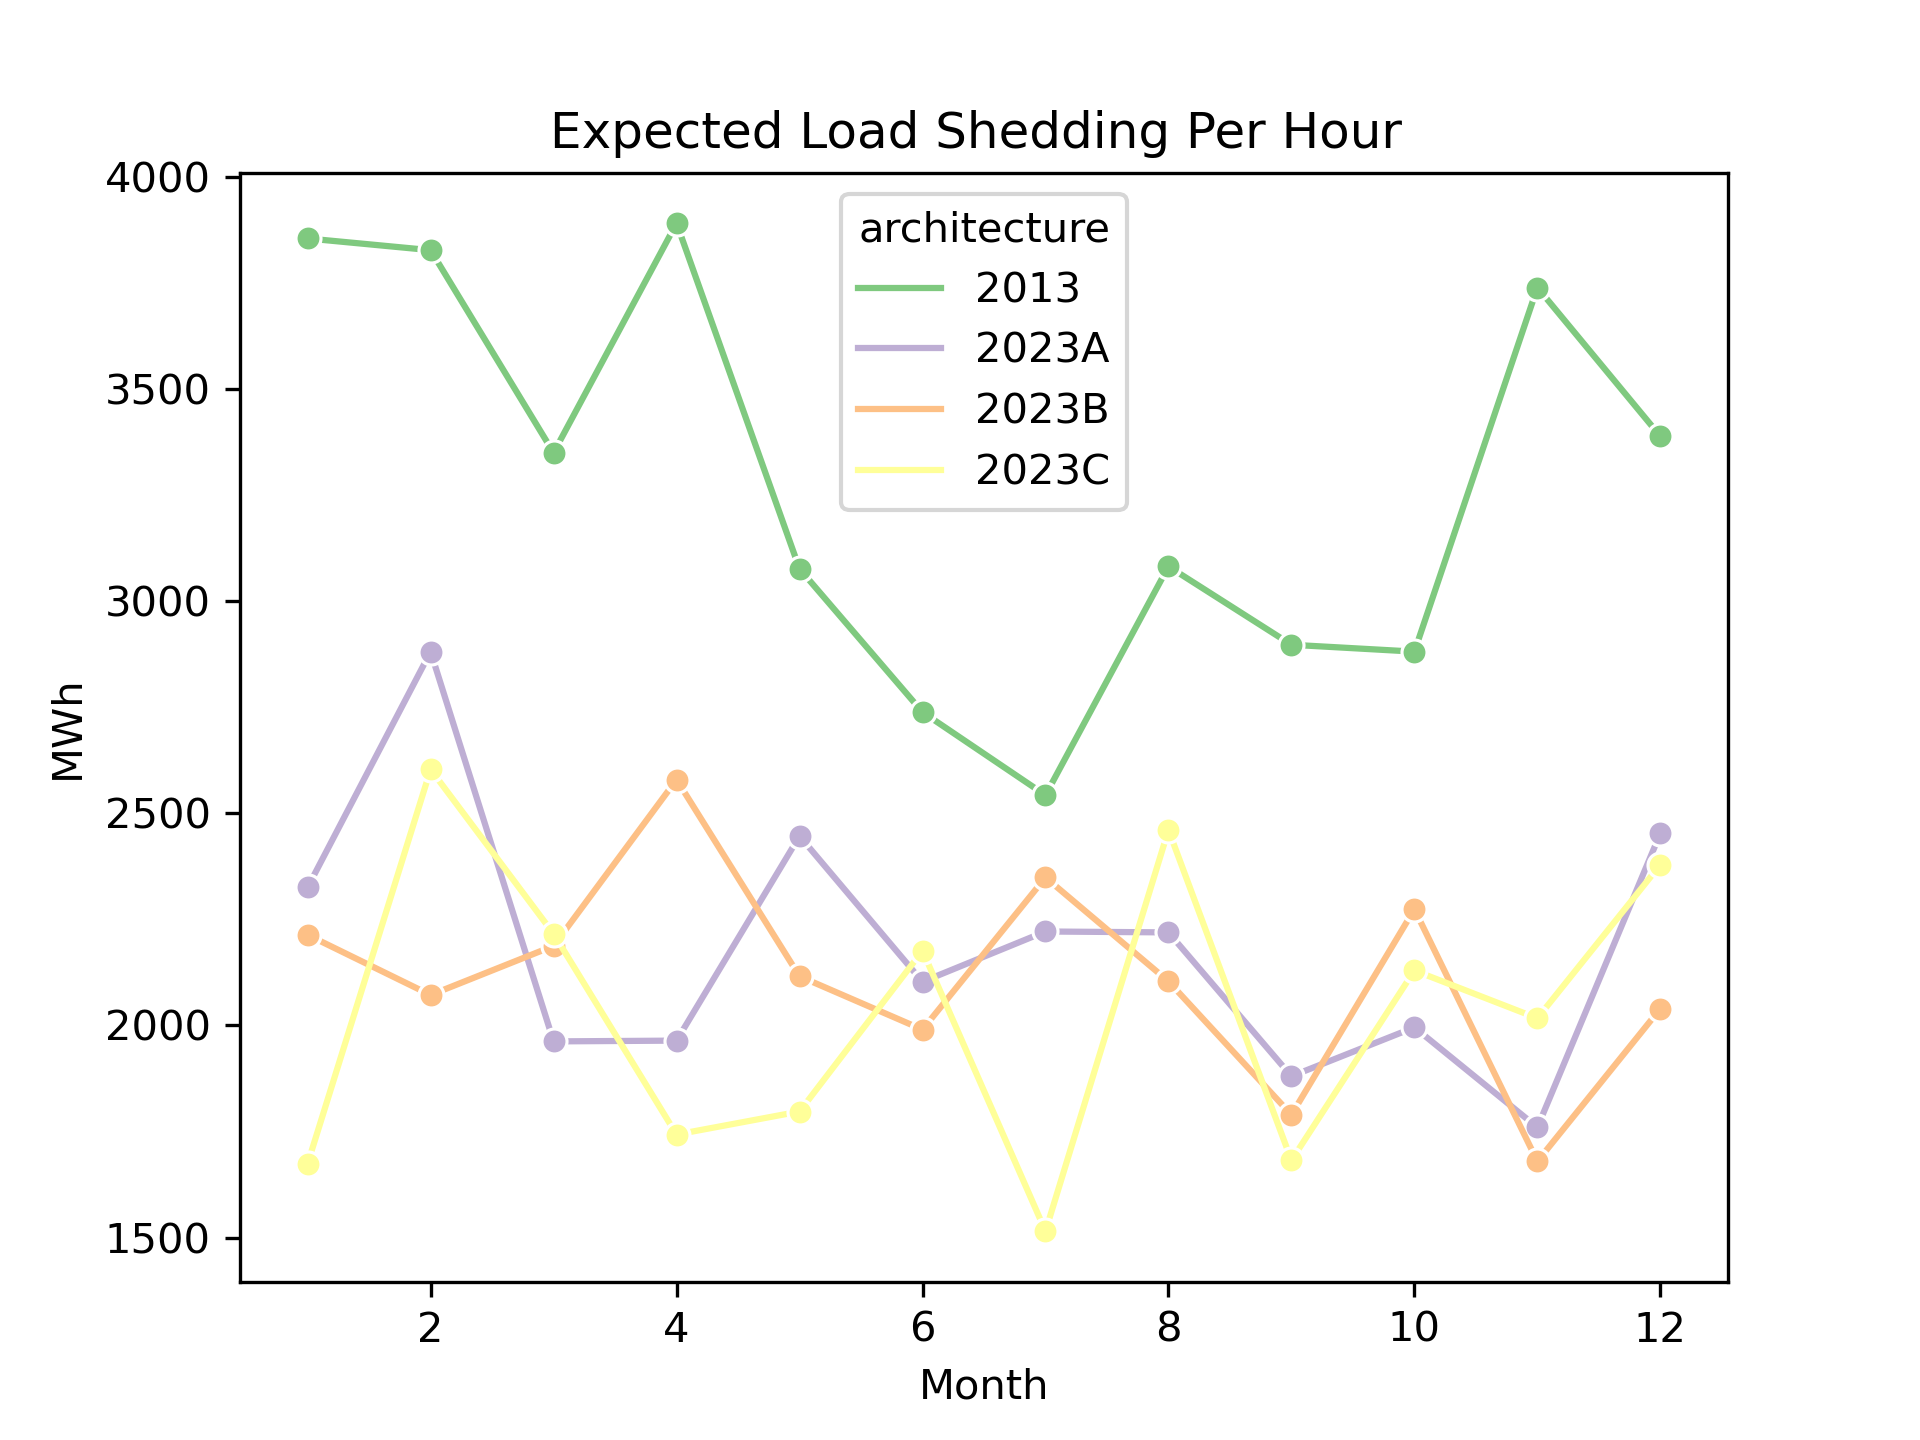 Expected Load Shedding Per Hour
4000
3500
3000
2500
2000
1500
MWh
architecture
2013
2023A
2023B
2023C
2 4 6 8 10 12
Month